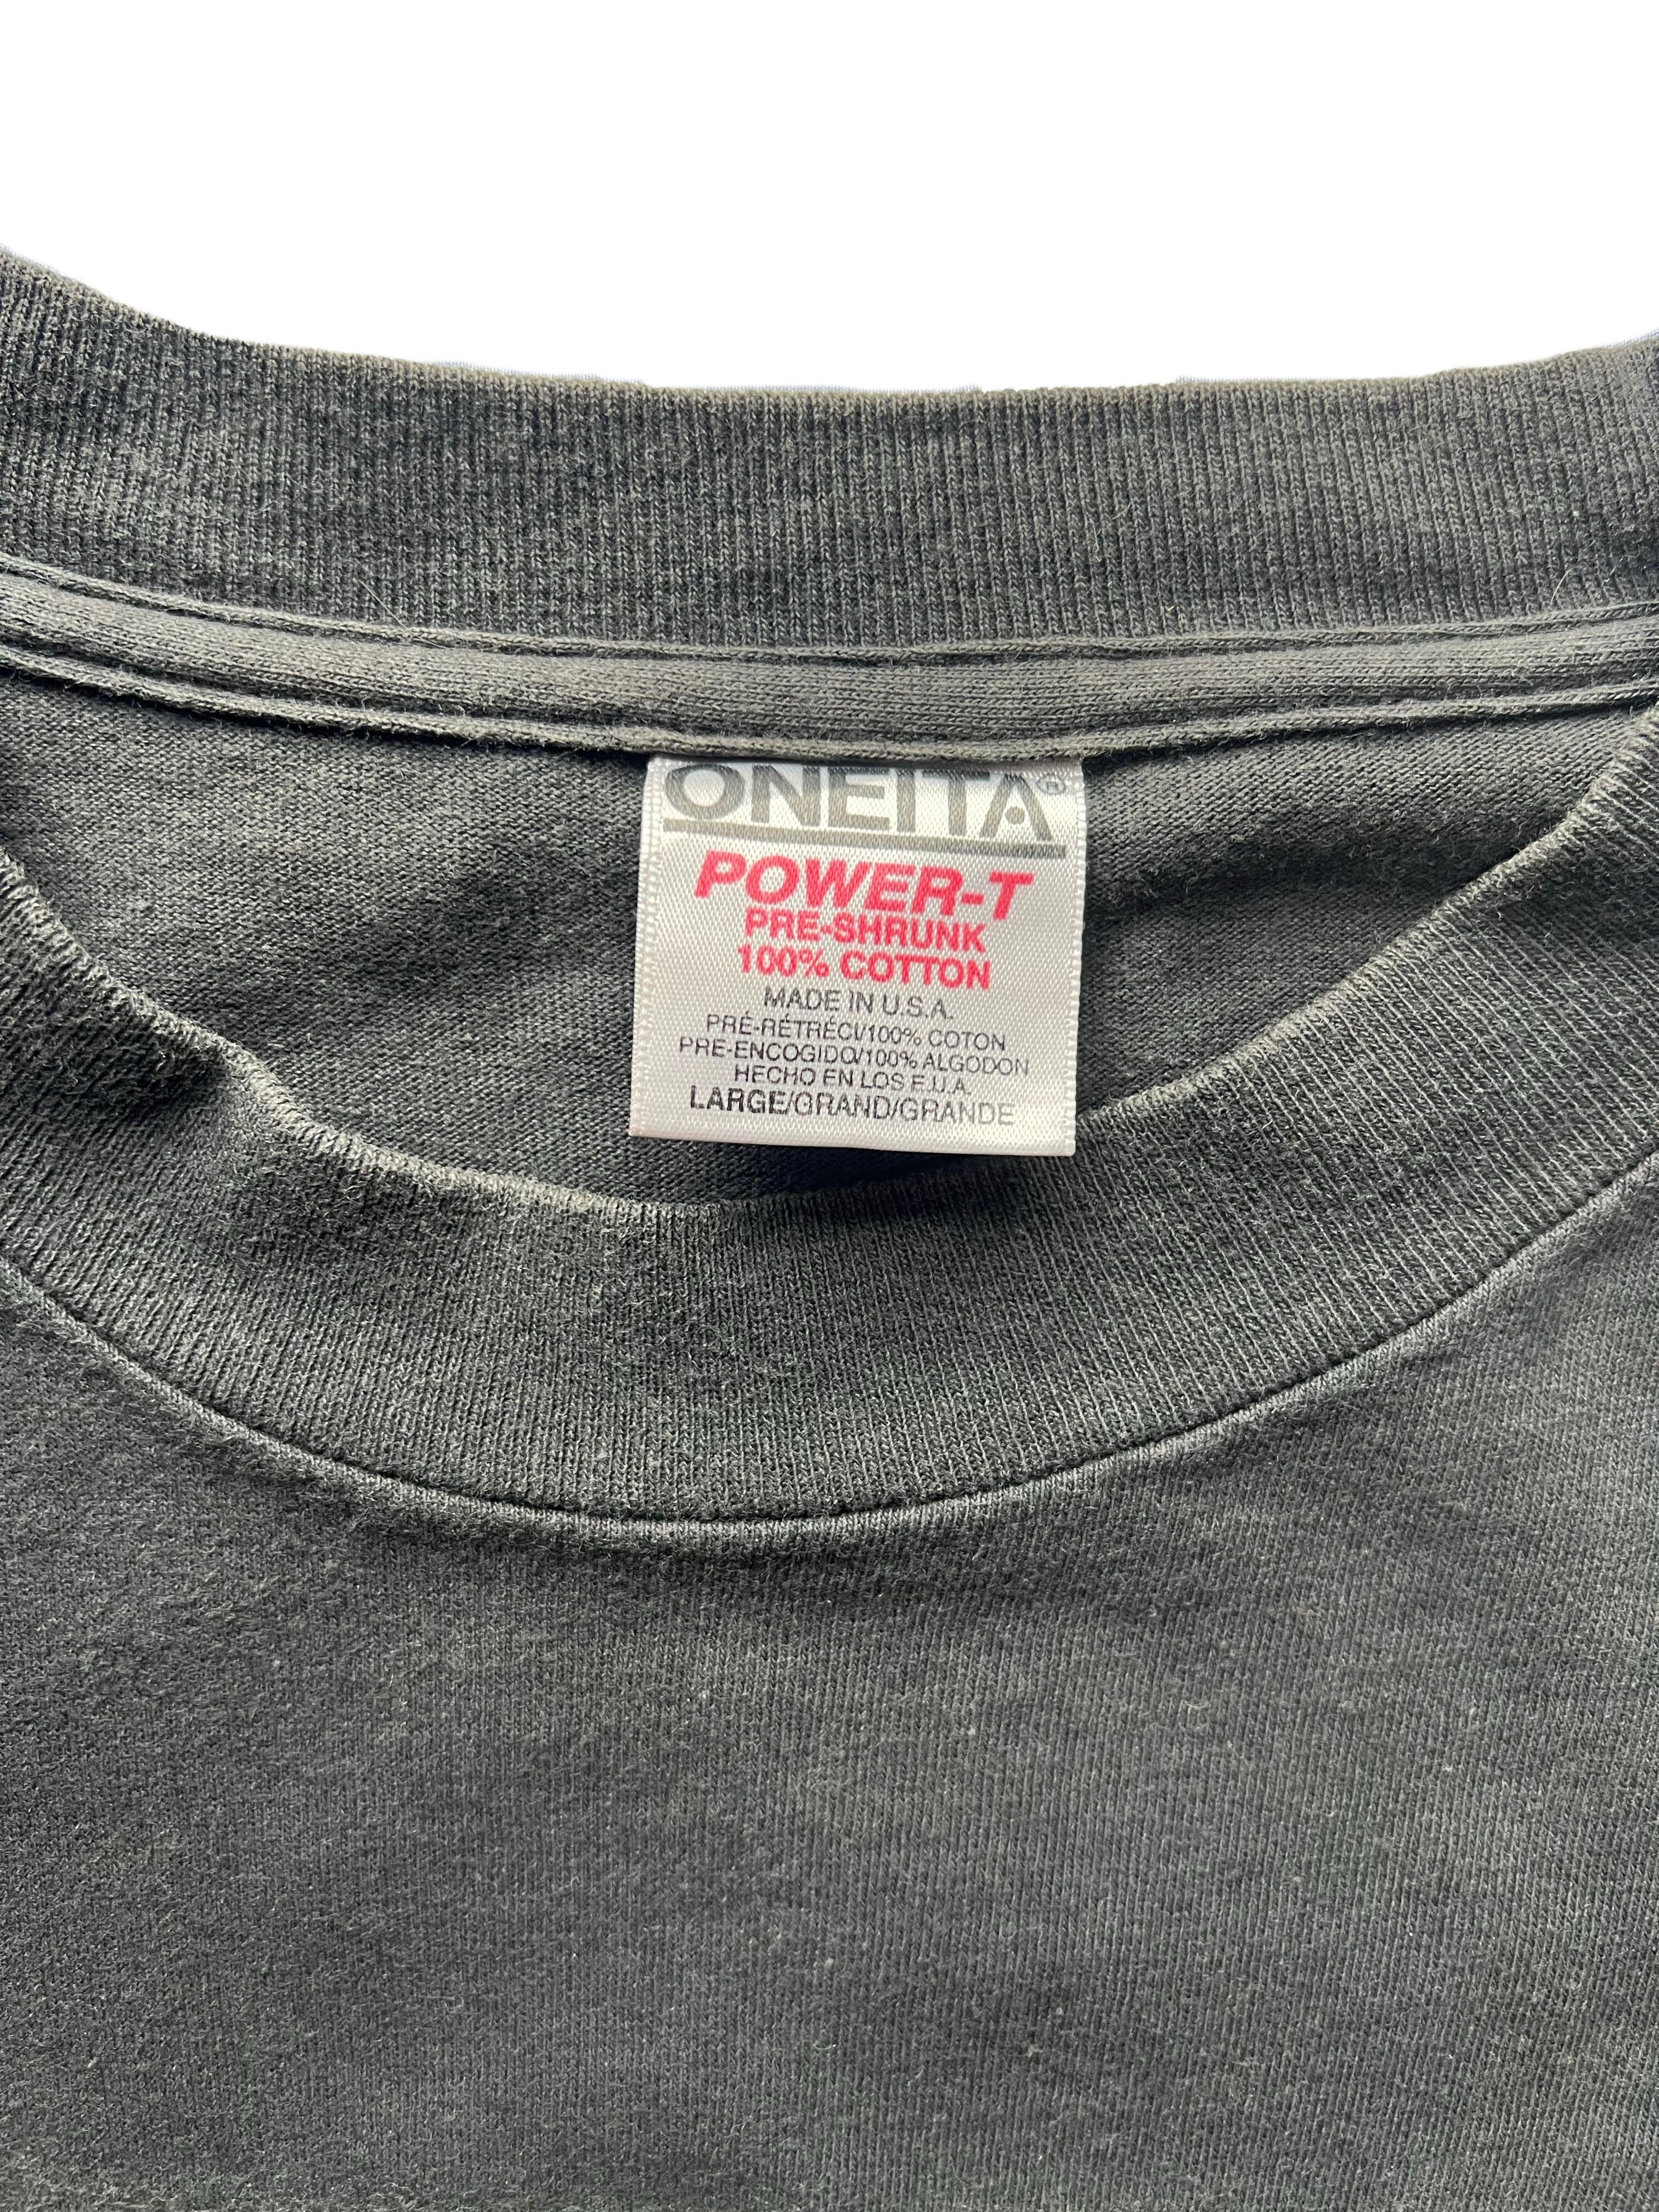 ONEITA®
POWER-T
PRE-SHRUNK
100% COTTON
MADE IN U.S.A.
PRÉ-RÉTRÉCI/100% COTON
PRE-ENCOGIDO/100% ALGODON
HECHO EN LOS E.U.A.
LARGE/GRAND/GRANDE